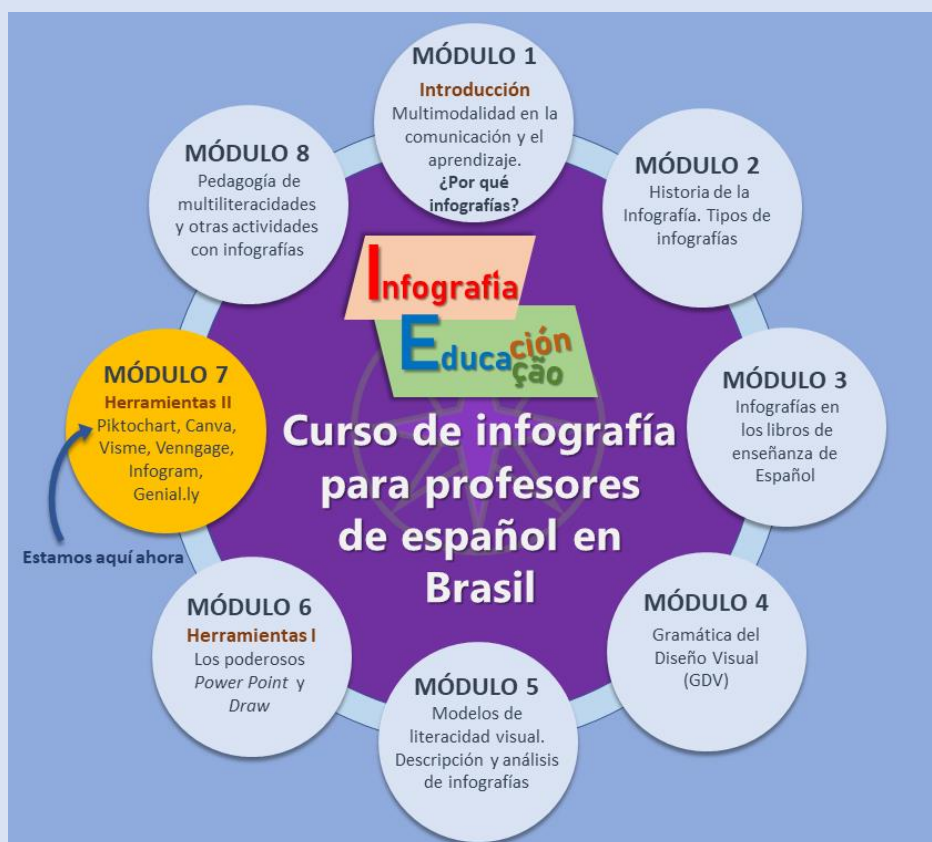 MÓDULO 1
Introducción
Multimodalidad en la
comunicación y el
aprendizaje.
¿Por qué
infografías?
MÓDULO 2
Historia de la
Infografía. Tipos de
infografías
MÓDULO 3
Infografías en
los libros de
enseñanza de
Español
MÓDULO 4
Gramática del
Diseño Visual
(GDV)
MÓDULO 5
Modelos de
literacidad visual.
Descripción y análisis
de infografías
MÓDULO 6
Herramientas I
Los poderosos
Power Point y
Draw
MÓDULO 7
Herramientas II
Piktochart, Canva,
Visme, Venngage,
Infogram,
Genial.ly
Estamos aquí ahora
MÓDULO 8
Pedagogía de
multiliteracidades
y otras actividades
con infografías
Infografía
Educación
ção
Curso de infografía
para profesores
de español en
Brasil